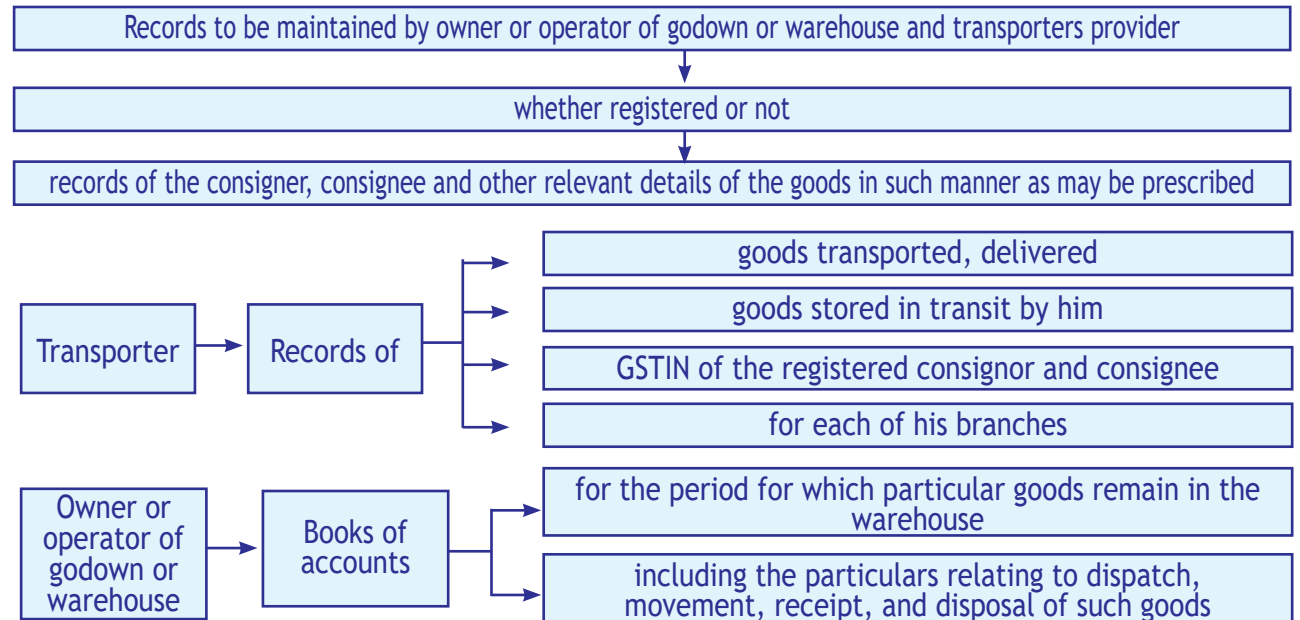 Records to be maintained by owner or operator of godown or warehouse and transporters provider
whether registered or not
records of the consigner, consignee and other relevant details of the goods in such manner as may be prescribed
Transporter
Records of
goods transported, delivered
goods stored in transit by him
GSTIN of the registered consignor and consignee
for each of his branches
Owner or
operator of
godown or
warehouse
Books of
accounts
for the period for which particular goods remain in the
warehouse
including the particulars relating to dispatch,
movement, receipt, and disposal of such goods